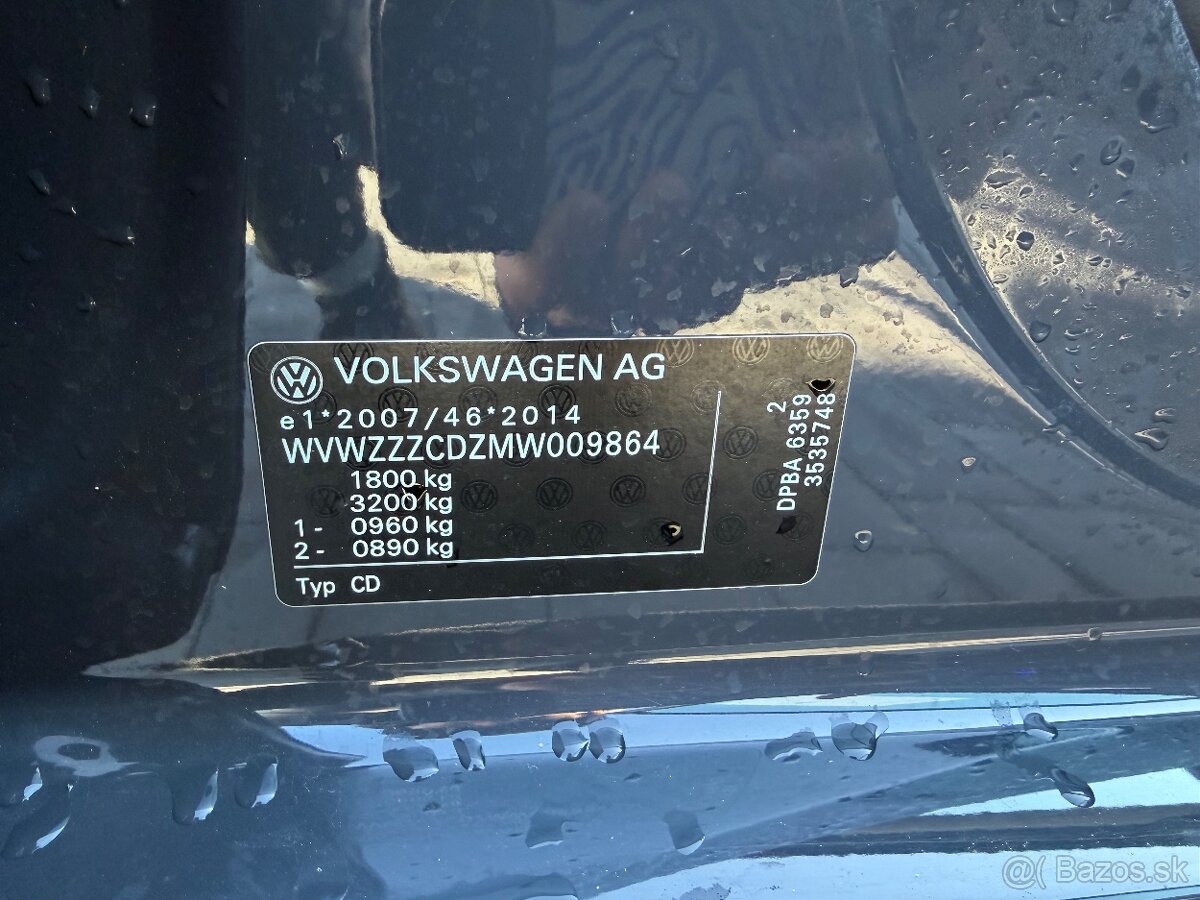 VOLKSWAGEN AG
e1*2007/46*2014
WVWZZZCDZMW009864
1800 kg
3200 kg
1- 0960 kg
2- 0890 kg
Typ CD
2
DPBA 6359
3535748
@( Bazos.sk